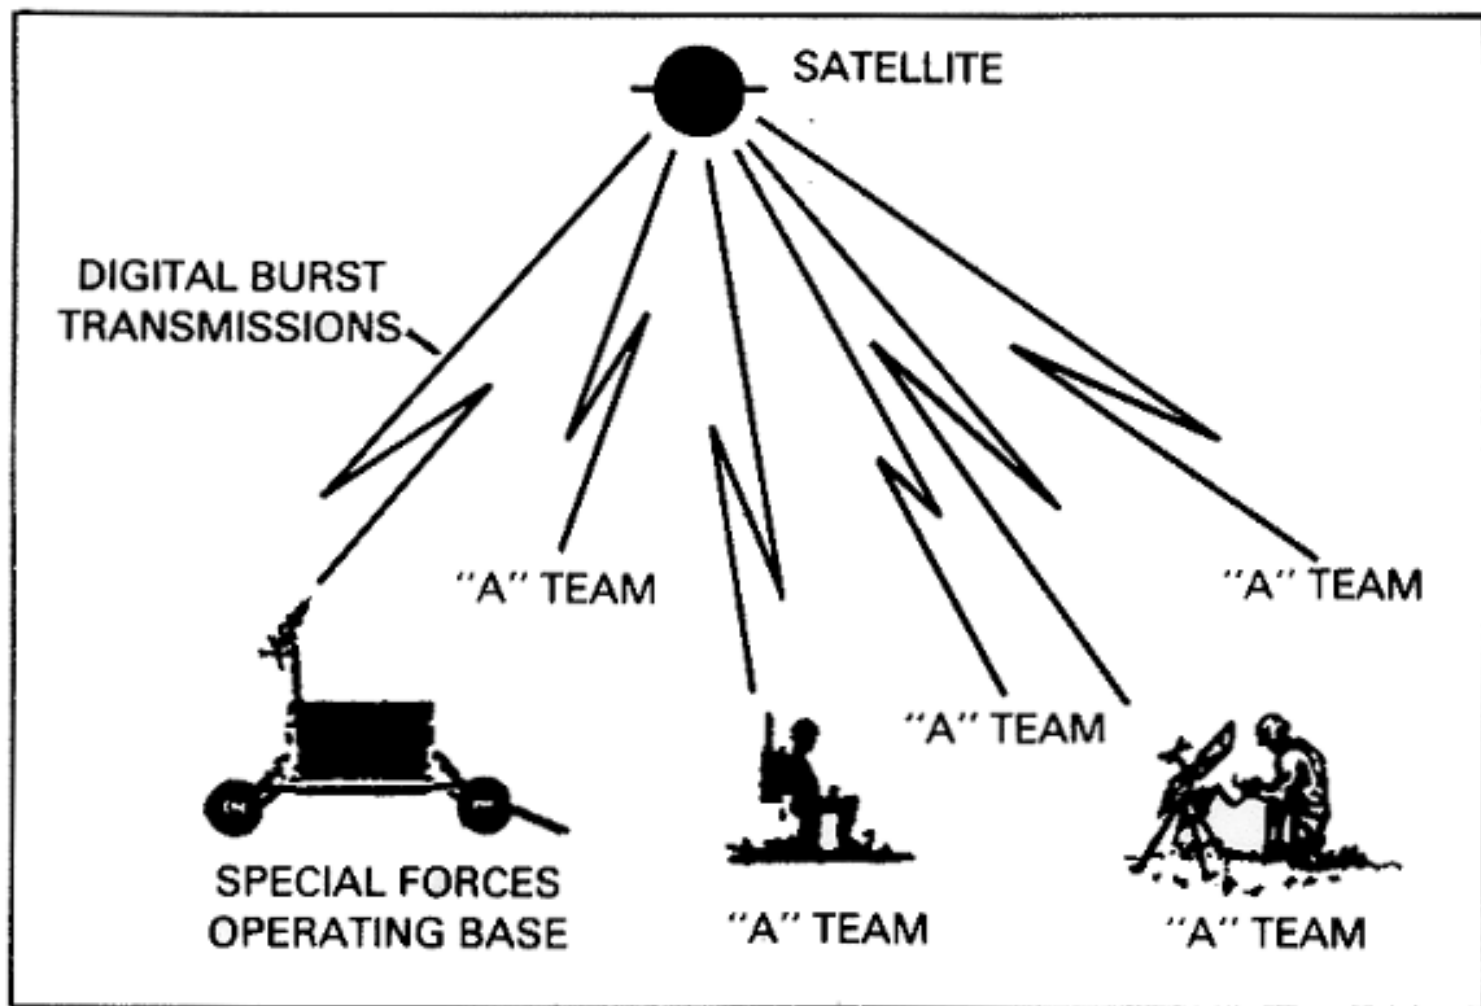 SATELLITE
DIGITAL BURST
TRANSMISSIONS
"A" TEAM
"A" TEAM
"A" TEAM
SPECIAL FORCES
OPERATING BASE
"A" TEAM
"A" TEAM